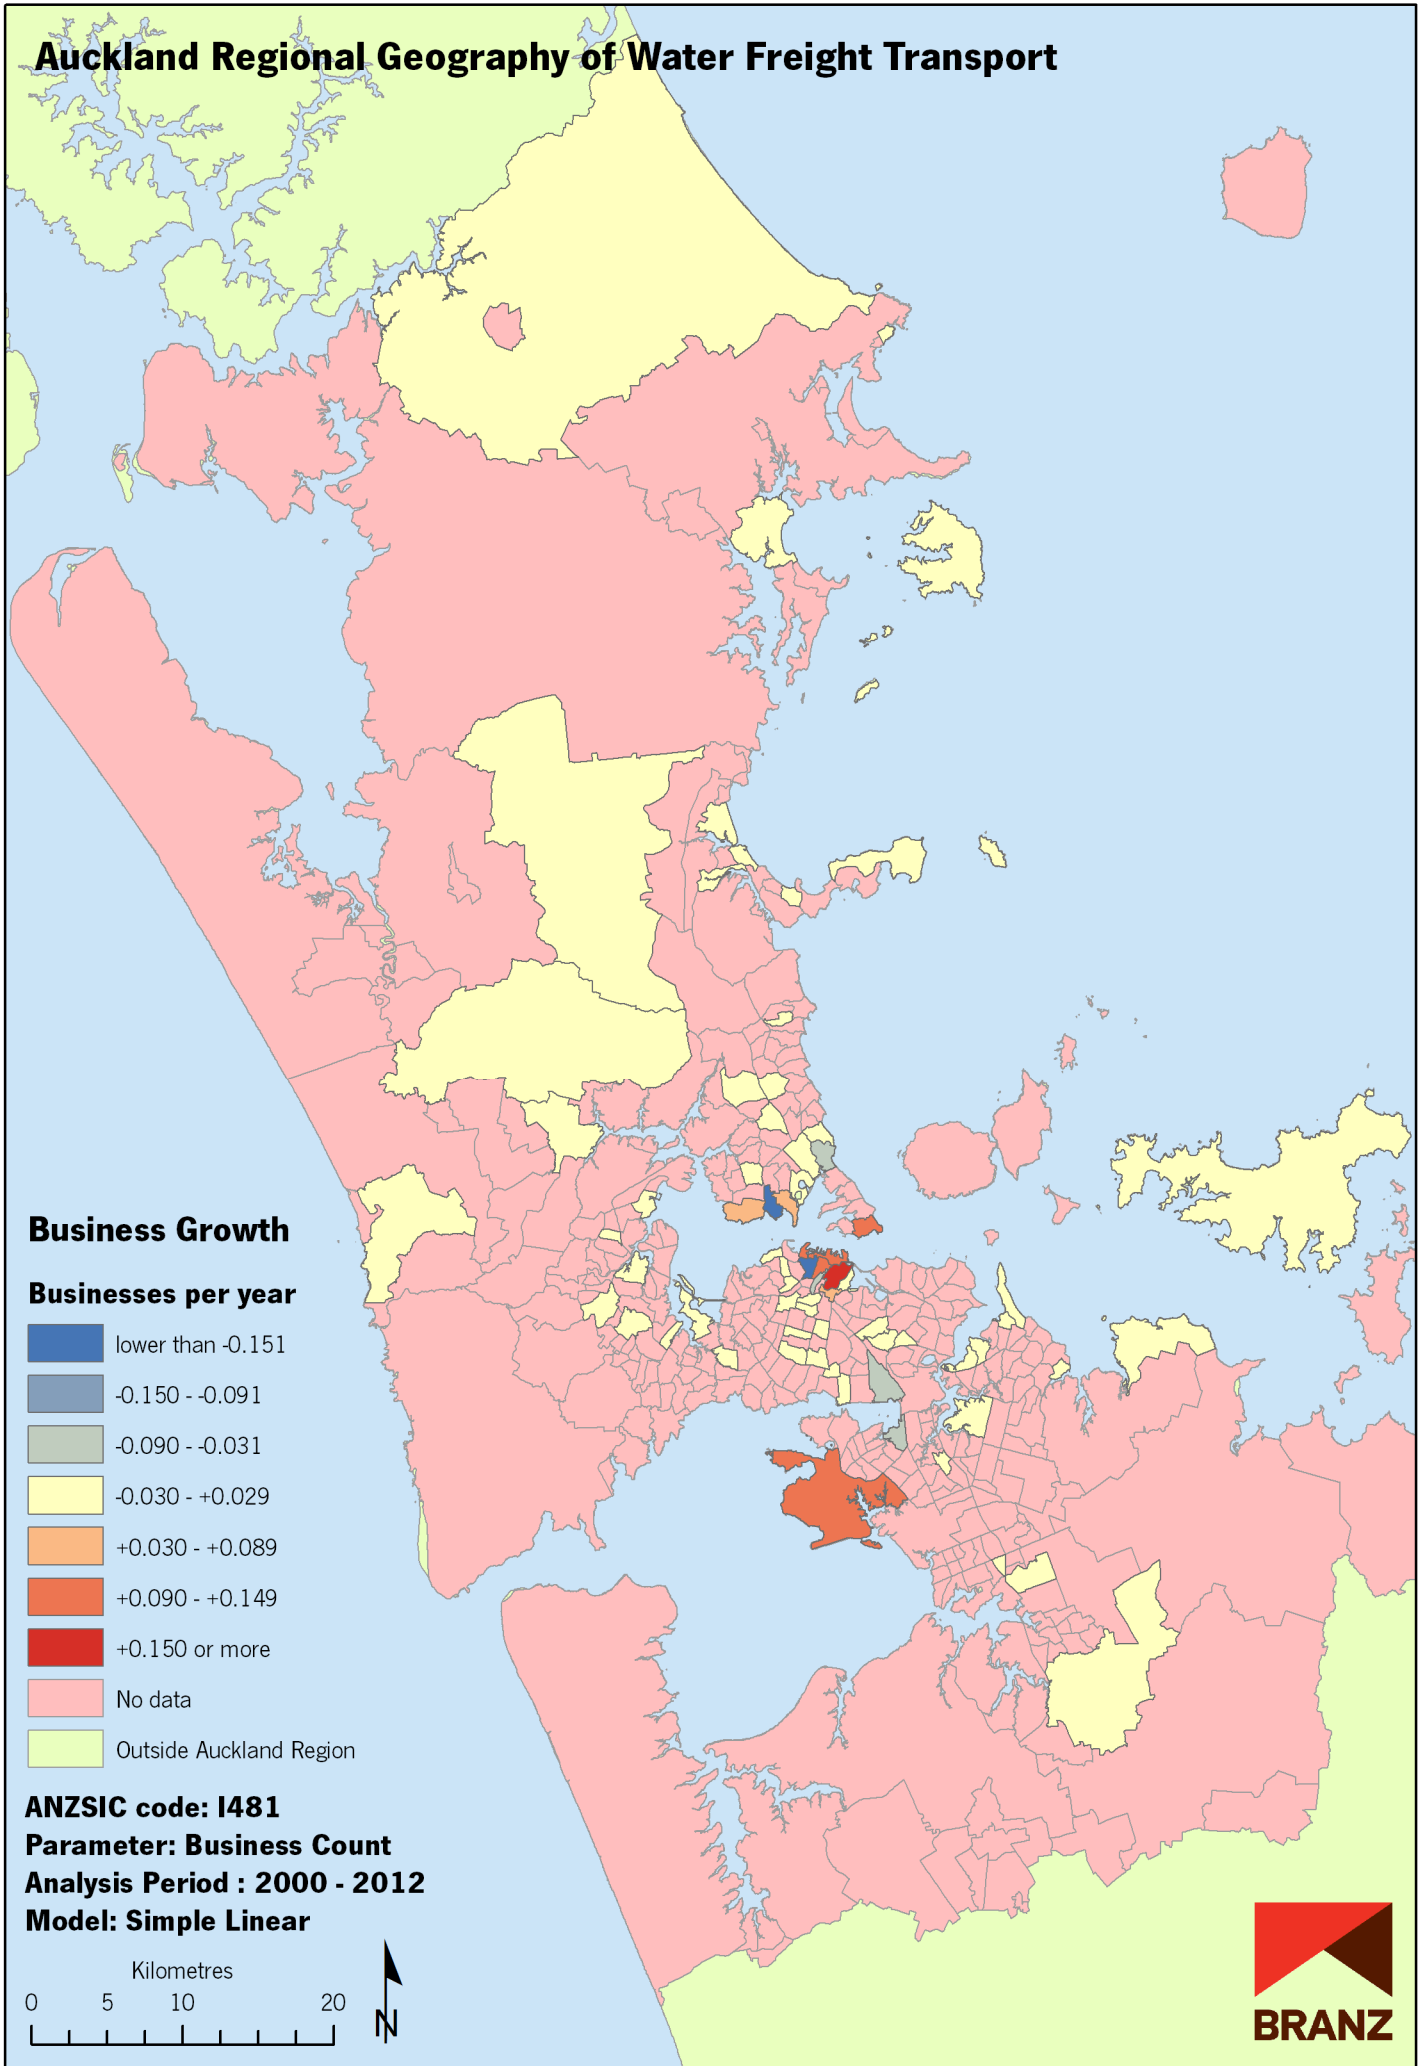 Auckland Regional Geography of Water Freight Transport
Business Growth
Businesses per year
lower than -0.151
-0.150 - -0.091
-0.090 - -0.031
-0.030 - +0.029
+0.030 - +0.089
+0.090 - +0.149
+0.150 or more
No data
Outside Auckland Region
ANZSIC code: I481
Parameter: Business Count
Analysis Period : 2000 - 2012
Model: Simple Linear
Kilometres
0 5 10 20
N
BRANZ